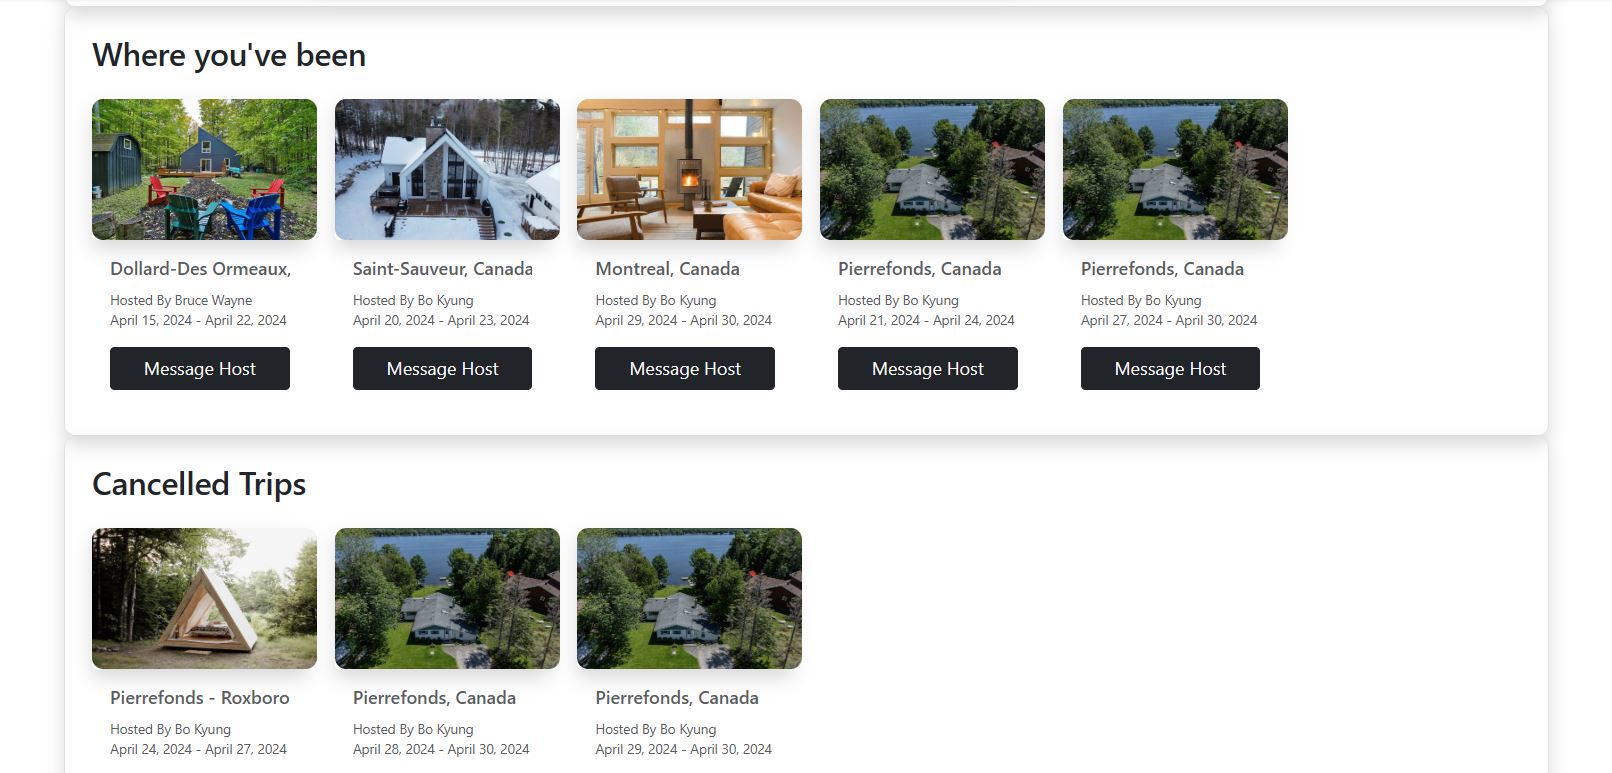 Where you've been
Dollard-Des Ormeaux,
Hosted By Bruce Wayne
April 15, 2024 - April 22, 2024
Message Host
Saint-Sauveur, Canada
Hosted By Bo Kyung
April 20, 2024 - April 23, 2024
Message Host
Montreal, Canada
Hosted By Bo Kyung
April 29, 2024 - April 30, 2024
Message Host
Pierrefonds, Canada
Hosted By Bo Kyung
April 21, 2024 - April 24, 2024
Message Host
Pierrefonds, Canada
Hosted By Bo Kyung
April 27, 2024 - April 30, 2024
Message Host
Cancelled Trips
Pierrefonds - Roxboro
Hosted By Bo Kyung
April 24, 2024 - April 27, 2024
Pierrefonds, Canada
Hosted By Bo Kyung
April 28, 2024 - April 30, 2024
Pierrefonds, Canada
Hosted By Bo Kyung
April 29, 2024 - April 30, 2024